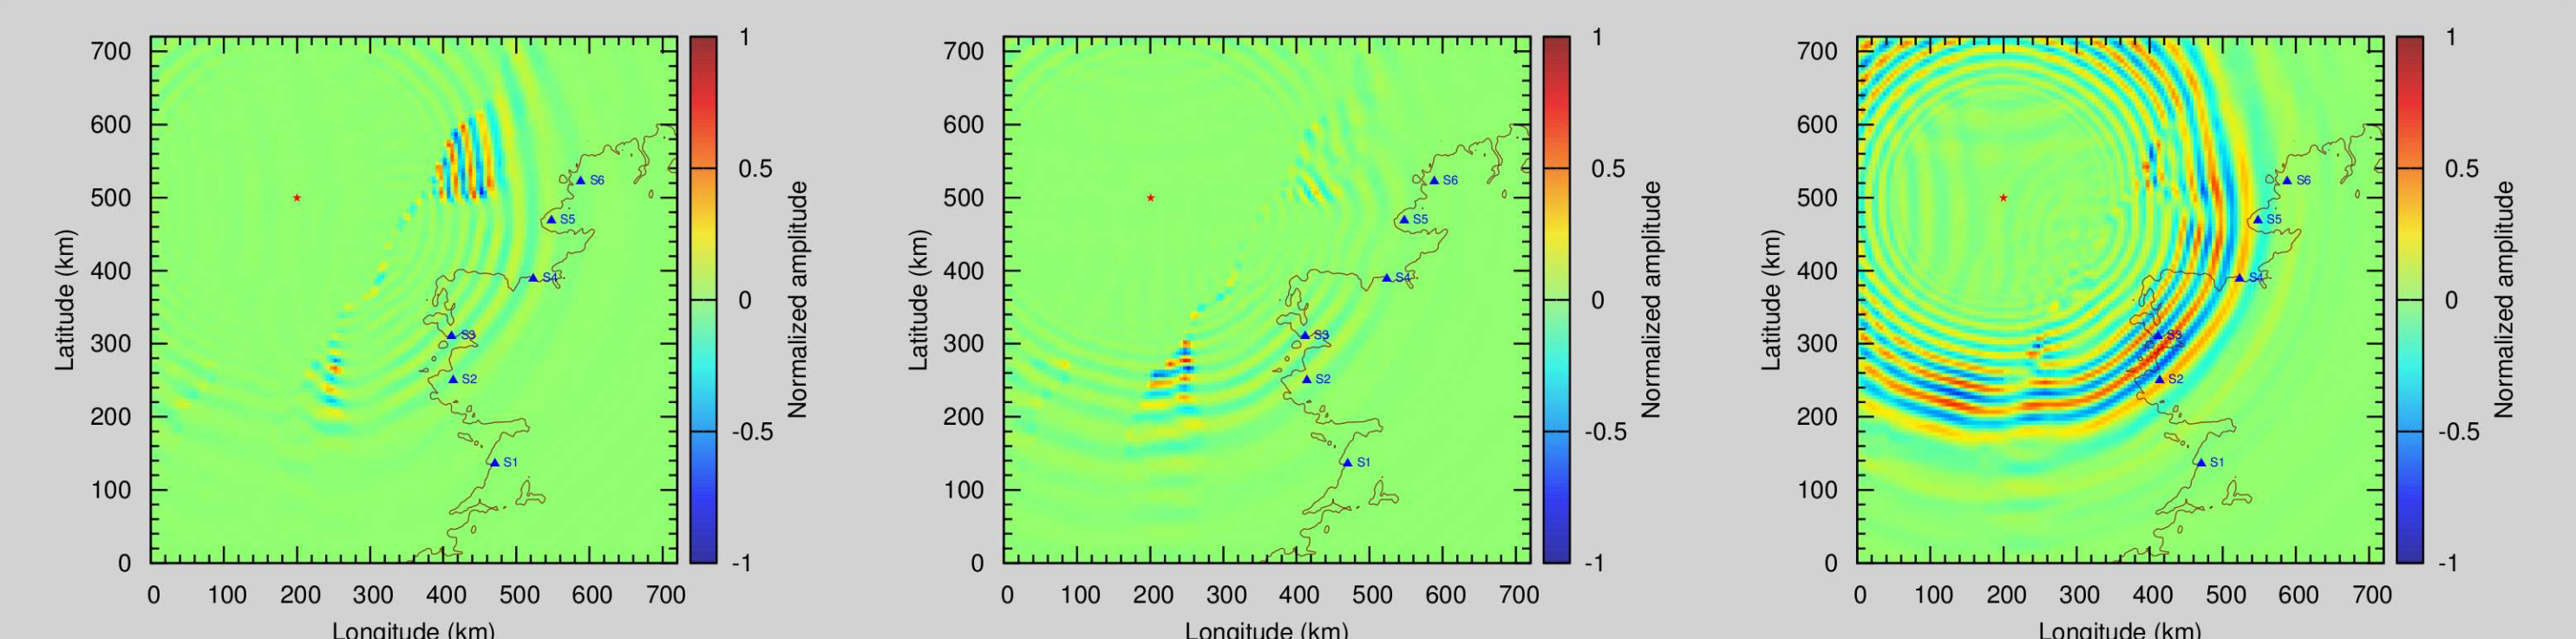 700
600
500
400
300
200
100
0
0 100 200 300 400 500 600 700
Latitude (km)
Longitude (km)
S6
S5
S4
S3
S2
S1
1
0.5
0
-0.5
-1
Normalized amplitude
700
600
500
400
300
200
100
0
0 100 200 300 400 500 600 700
Latitude (km)
Longitude (km)
S6
S5
S4
S3
S2
S1
1
0.5
0
-0.5
-1
Normalized amplitude
700
600
500
400
300
200
100
0
0 100 200 300 400 500 600 700
Latitude (km)
Longitude (km)
S6
S5
S4
S3
S2
S1
1
0.5
0
-0.5
-1
Normalized amplitude